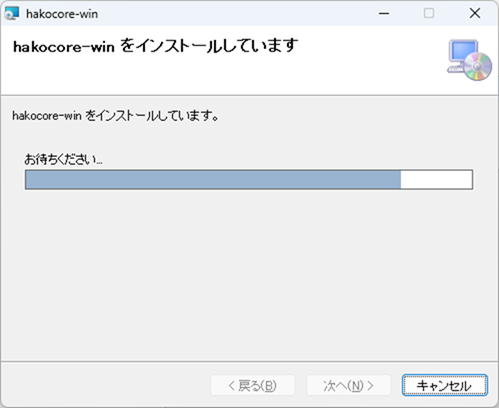 hakocore-win
hakocore-win をインストールしています
hakocore-win をインストールしています。
お待ちください...
< 戻る(B)
次へ(N) >
キャンセル